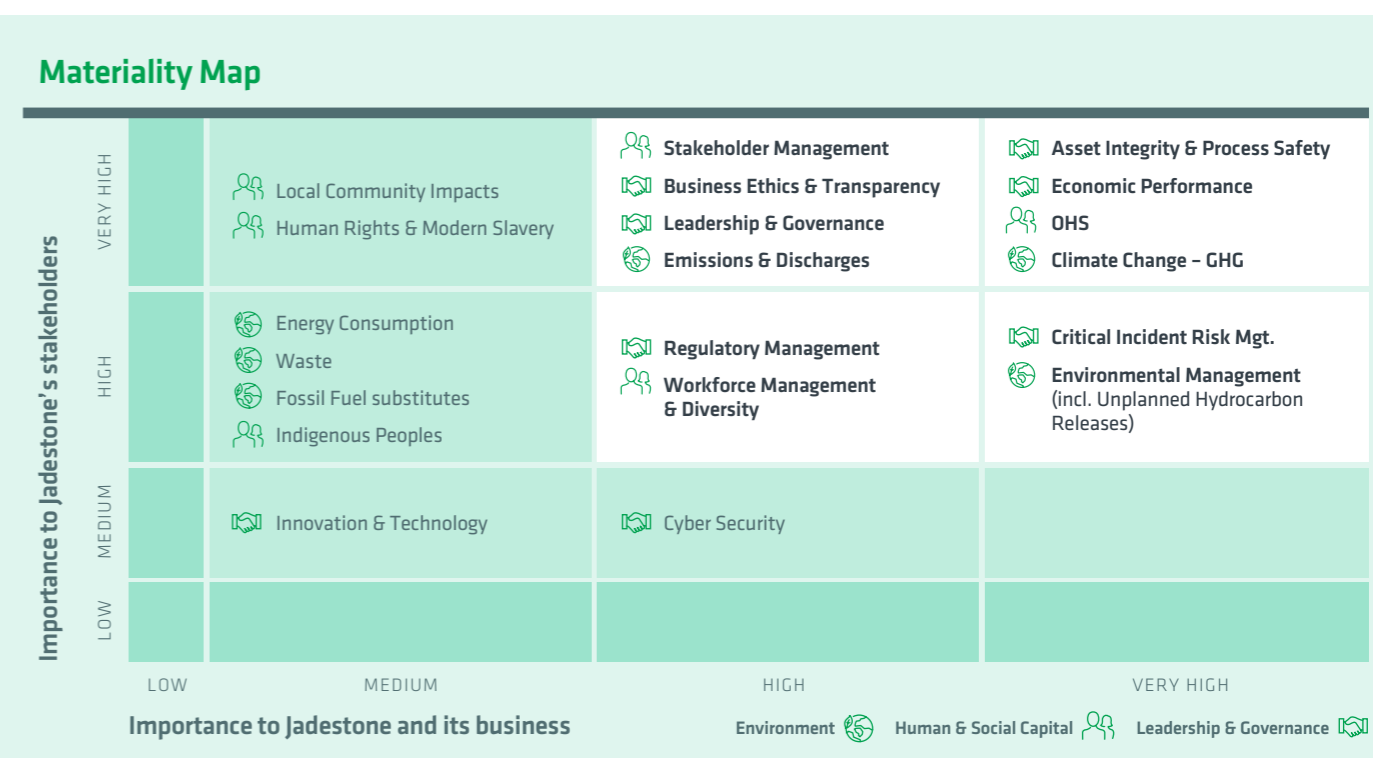 Materiality Map
Importance to Jadestone's stakeholders
VERY HIGH
Local Community Impacts
Human Rights & Modern Slavery
Stakeholder Management
Business Ethics & Transparency
Leadership & Governance
Emissions & Discharges
Asset Integrity & Process Safety
Economic Performance
OHS
Climate Change – GHG
HIGH
Energy Consumption
Waste
Fossil Fuel substitutes
Indigenous Peoples
Regulatory Management
Workforce Management
& Diversity
Critical Incident Risk Mgt.
Environmental Management
(incl. Unplanned Hydrocarbon
Releases)
MEDIUM
Innovation & Technology
Cyber Security
LOW
LOW
MEDIUM
HIGH
VERY HIGH
Importance to Jadestone and its business
Environment
Human & Social Capital
Leadership & Governance